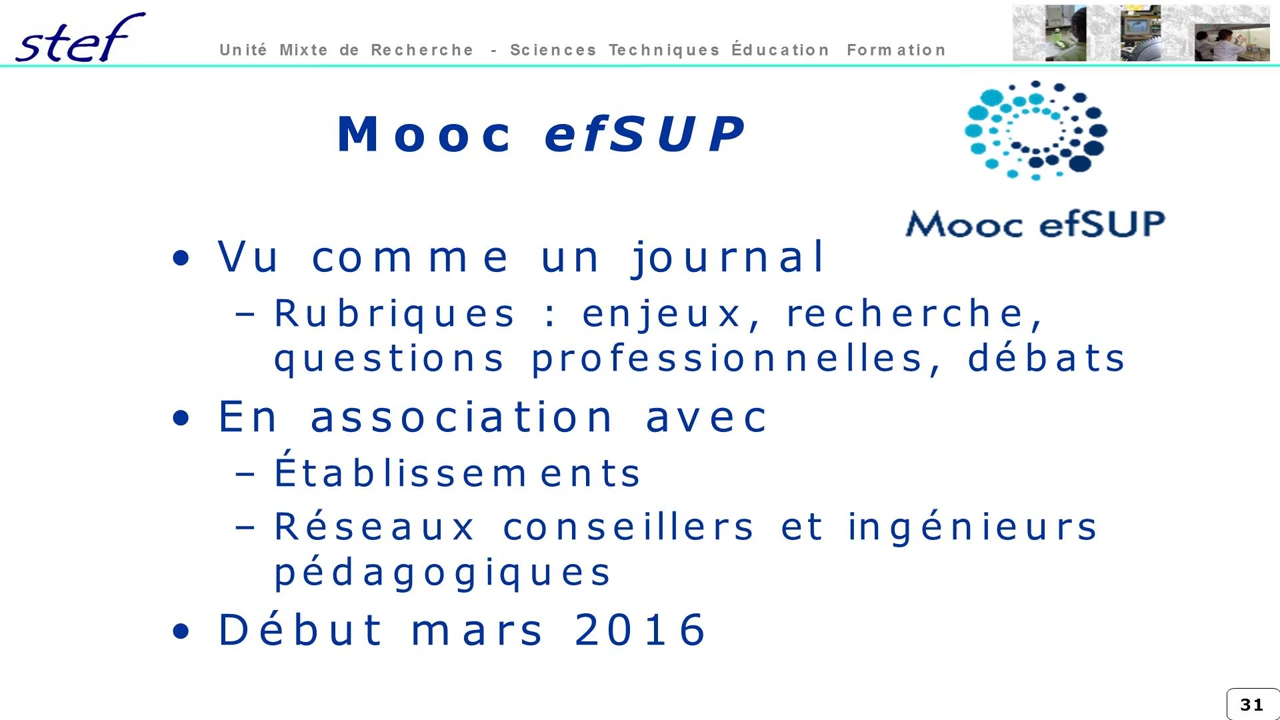 stef
Unité Mixte de Recherche - Sciences Techniques Éducation Formation
Mooc efSUP
Mooc efSUP
• Vu comme un journal
– Rubriques : enjeux, recherche,
questions professionnelles, débats
• En association avec
– Établissements
– Réseaux conseillers et ingénieurs
pédagogiques
• Début mars 2016
31